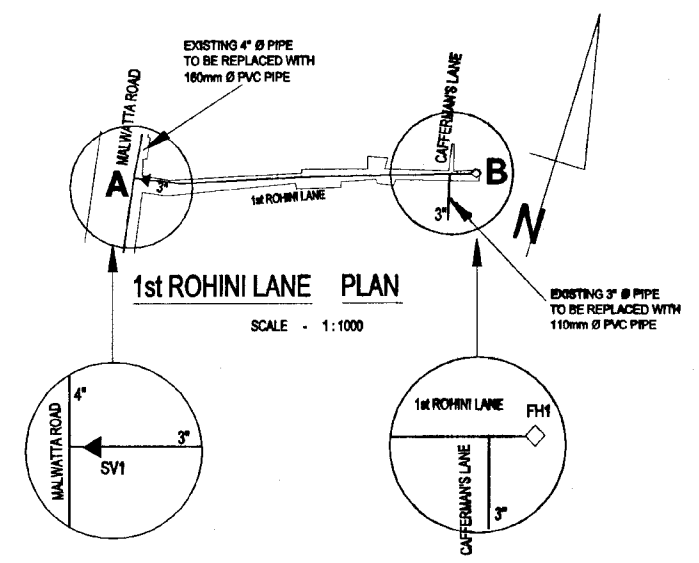 EXISTING 4" Ø PIPE
TO BE REPLACED WITH
160mm Ø PVC PIPE
MALWATTA ROAD
CAFFERMAN'S LANE
A
3"
1st ROHINI LANE
B
3"
N
1st ROHINI LANE PLAN
SCALE - 1:1000
EXISTING 3" Ø PIPE
TO BE REPLACED WITH
110mm Ø PVC PIPE
MALWATTA ROAD
4"
3"
SV1
1st ROHINI LANE
FH1
CAFFERMAN'S LANE
3"